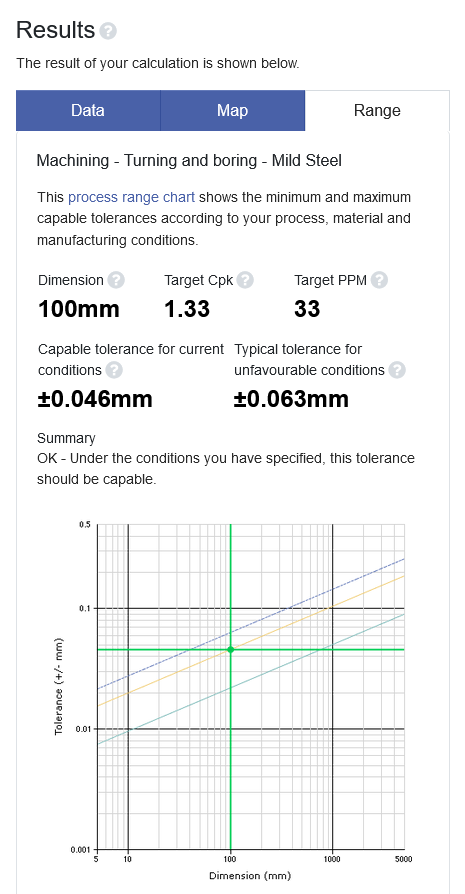 Results ?
The result of your calculation is shown below.
Data Map Range
Machining - Turning and boring - Mild Steel
This process range chart shows the minimum and maximum
capable tolerances according to your process, material and
manufacturing conditions.
Dimension ? Target Cpk ? Target PPM ?
100mm 1.33 33
Capable tolerance for current Typical tolerance for
conditions ? unfavourable conditions ?
±0.046mm ±0.063mm
Summary
OK - Under the conditions you have specified, this tolerance
should be capable.
0.5
0.1
Tolerance (+/- mm)
0.01
0.001
5 10 100 1000 5000
Dimension (mm)